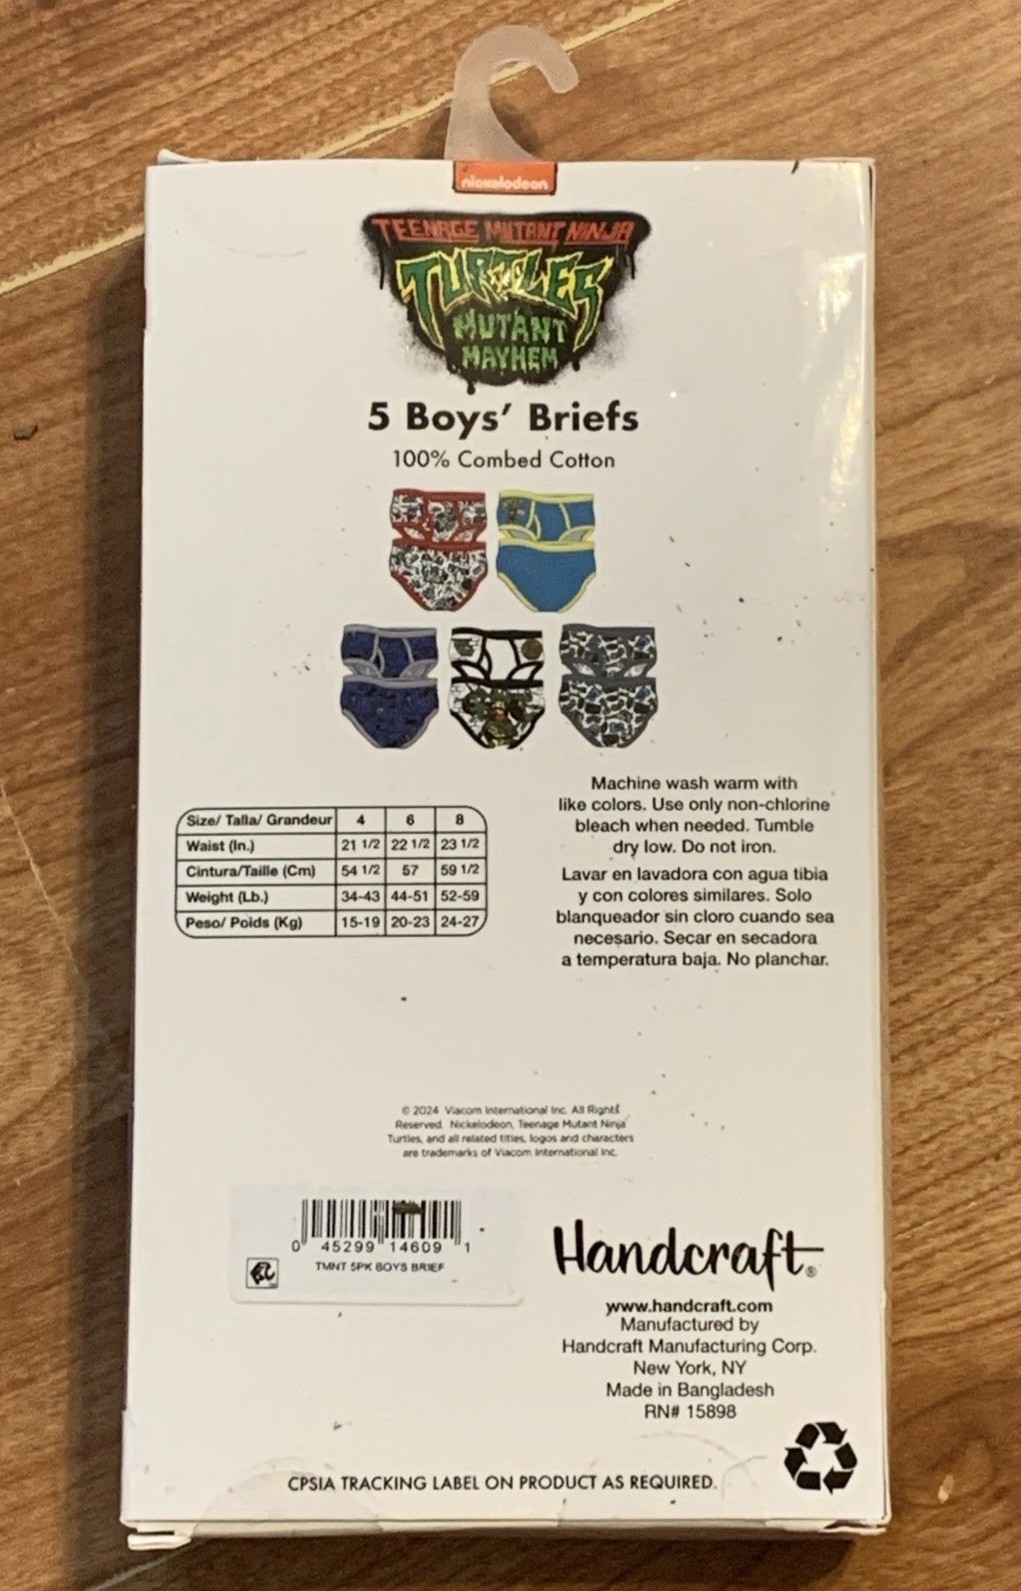 nickelodeon
TEENAGE MUTANT NINJA
TURTLES
MUTANT
MAYHEM
5 Boys' Briefs
100% Combed Cotton
Machine wash warm with
like colors. Use only non-chlorine
bleach when needed. Tumble
dry low. Do not iron.
Lavar en lavadora con agua tibia
y con colores similares. Solo
blanqueador sin cloro cuando sea
necesario. Secar en secadora
a temperatura baja. No planchar.
Size/ Talla/ Grandeur 4 6 8
Waist (In.) 21 1/2 22 1/2 23 1/2
Cintura/Taille (Cm) 54 1/2 57 59 1/2
Weight (Lb.) 34-43 44-51 52-59
Peso/ Poids (Kg) 15-19 20-23 24-27
© 2024 Viacom International Inc. All Rights
Reserved. Nickelodeon, Teenage Mutant Ninja
Turtles, and all related titles, logos and characters
are trademarks of Viacom International Inc.
0 45299 14609 1
TMNT 5PK BOYS BRIEF
Handcraft®
www.handcraft.com
Manufactured by
Handcraft Manufacturing Corp.
New York, NY
Made in Bangladesh
RN# 15898
CPSIA TRACKING LABEL ON PRODUCT AS REQUIRED.